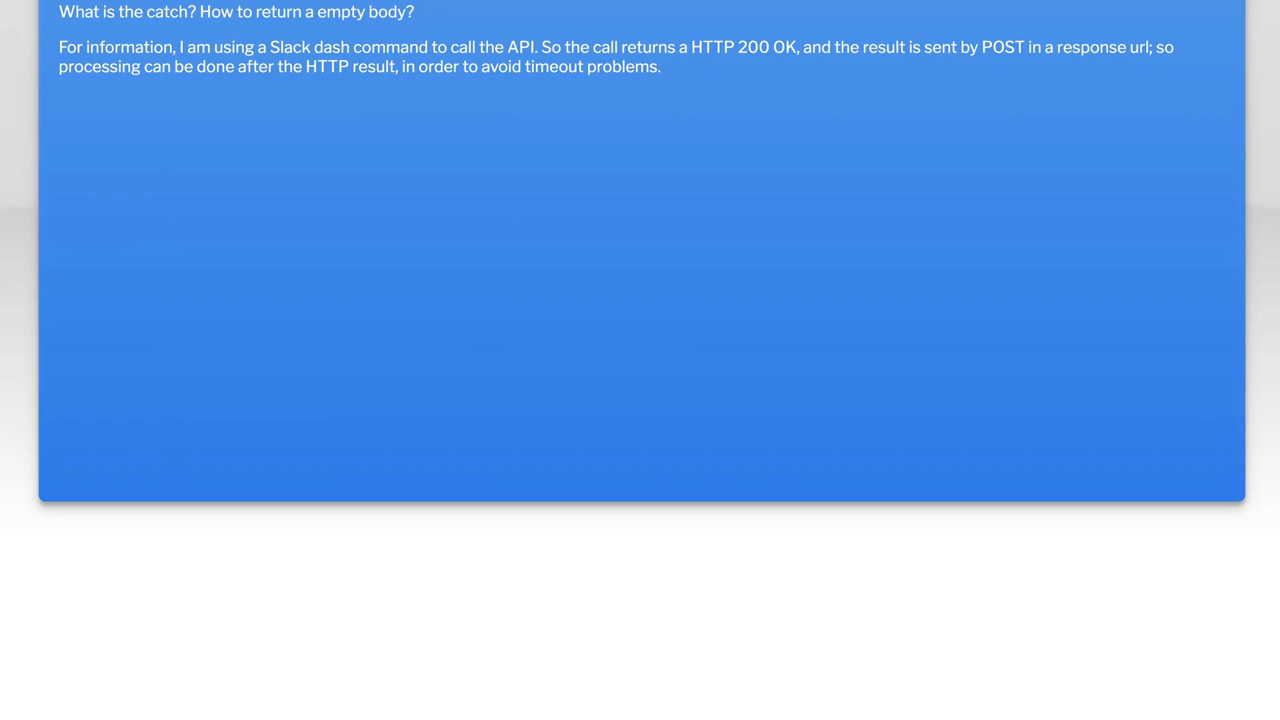 What is the catch? How to return a empty body?
For information, I am using a Slack dash command to call the API. So the call returns a HTTP 200 OK, and the result is sent by POST in a response url; so
processing can be done after the HTTP result, in order to avoid timeout problems.